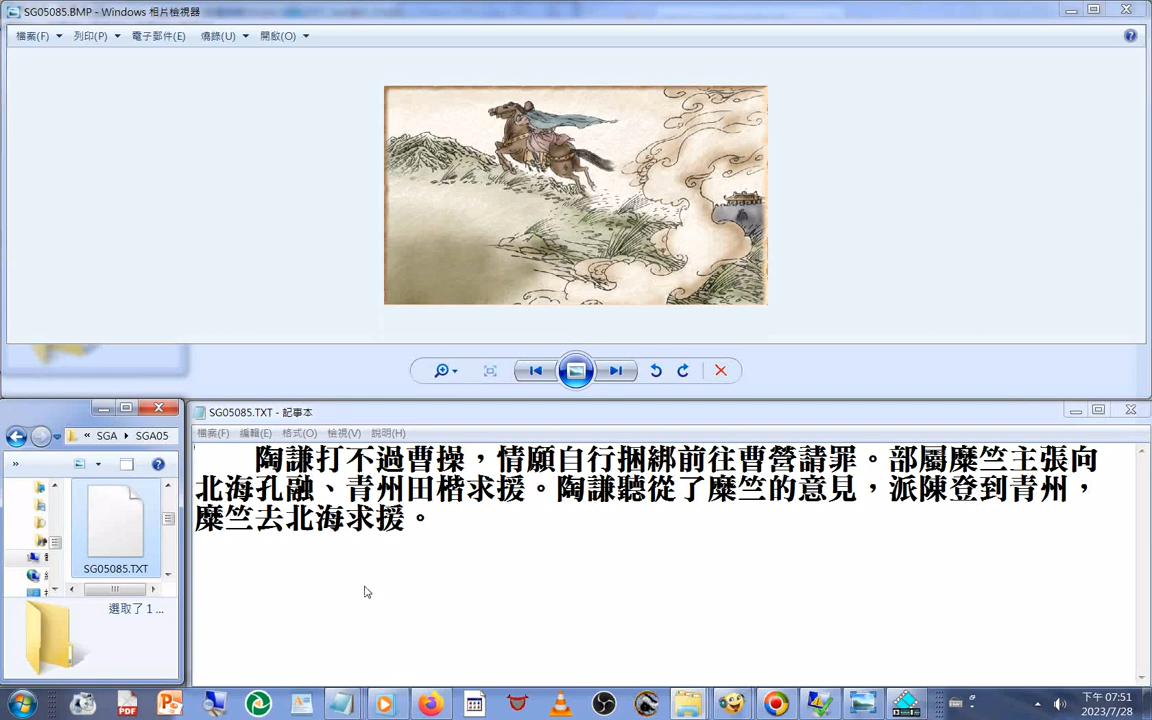 SG05085.BMP - Windows 相片檢視器
檔案(F) 列印(P) 電子郵件(E) 燒錄(U) 開啟(O)
« SGA ▸ SGA05
»
SG05085.TXT
選取了 1 ...
SG05085.TXT - 記事本
檔案(F) 編輯(E) 格式(O) 檢視(V) 說明(H)
陶謙打不過曹操，情願自行捆綁前往曹營請罪。部屬糜竺主張向
北海孔融、青州田楷求援。陶謙聽從了糜竺的意見，派陳登到青州，
糜竺去北海求援。
PDF
下午 07:51
2023/7/28